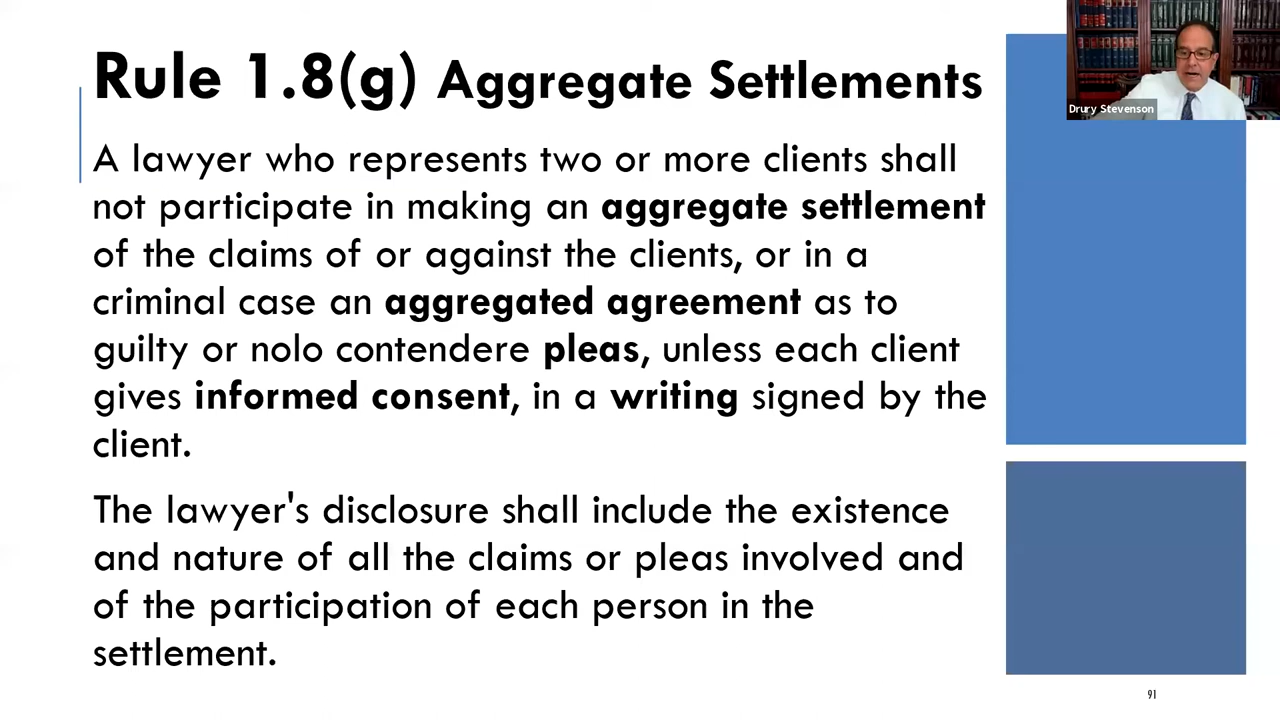 Rule 1.8(g) Aggregate Settlements
A lawyer who represents two or more clients shall
not participate in making an aggregate settlement
of the claims of or against the clients, or in a
criminal case an aggregated agreement as to
guilty or nolo contendere pleas, unless each client
gives informed consent, in a writing signed by the
client.
The lawyer's disclosure shall include the existence
and nature of all the claims or pleas involved and
of the participation of each person in the
settlement.
Drury Stevenson
91